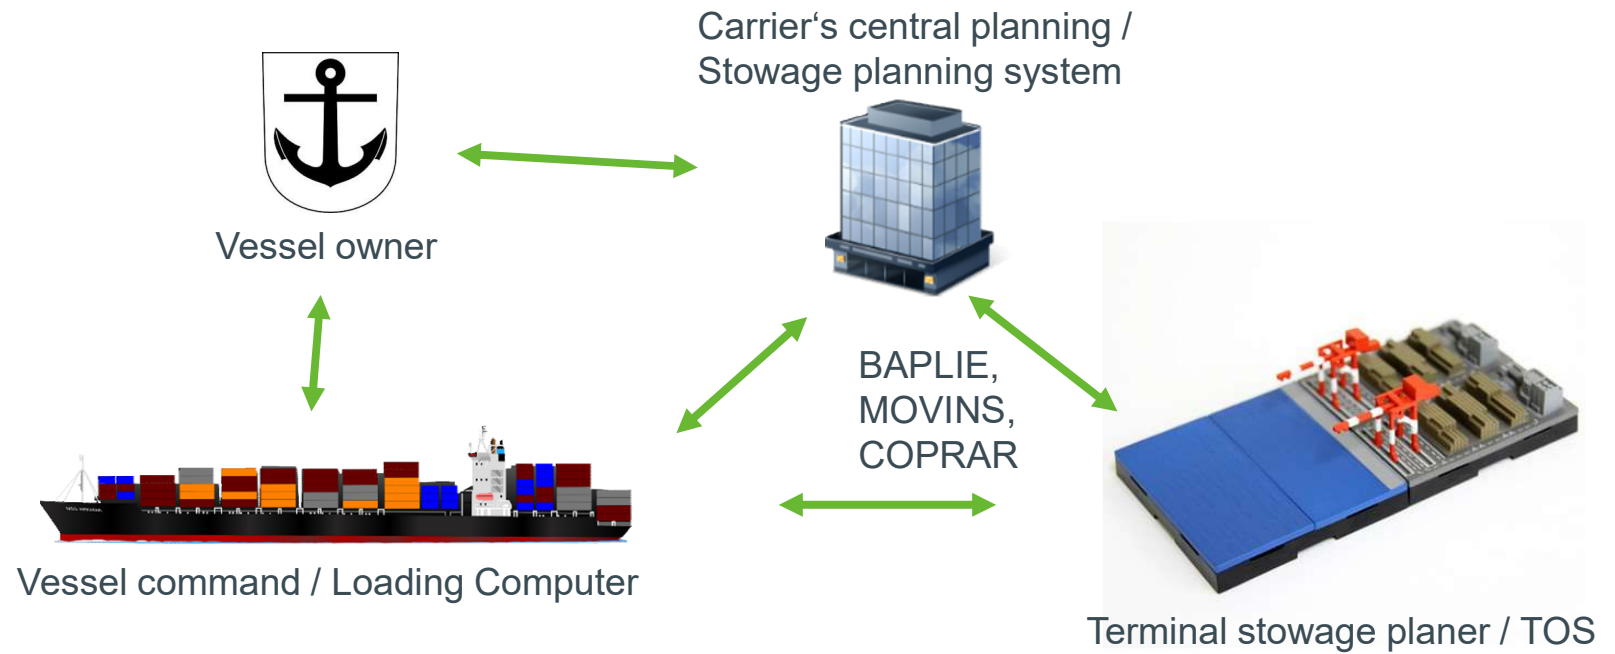 Carrier‘s central planning /
Stowage planning system
Vessel owner
BAPLIE,
MOVINS,
COPRAR
Vessel command / Loading Computer
Terminal stowage planer / TOS